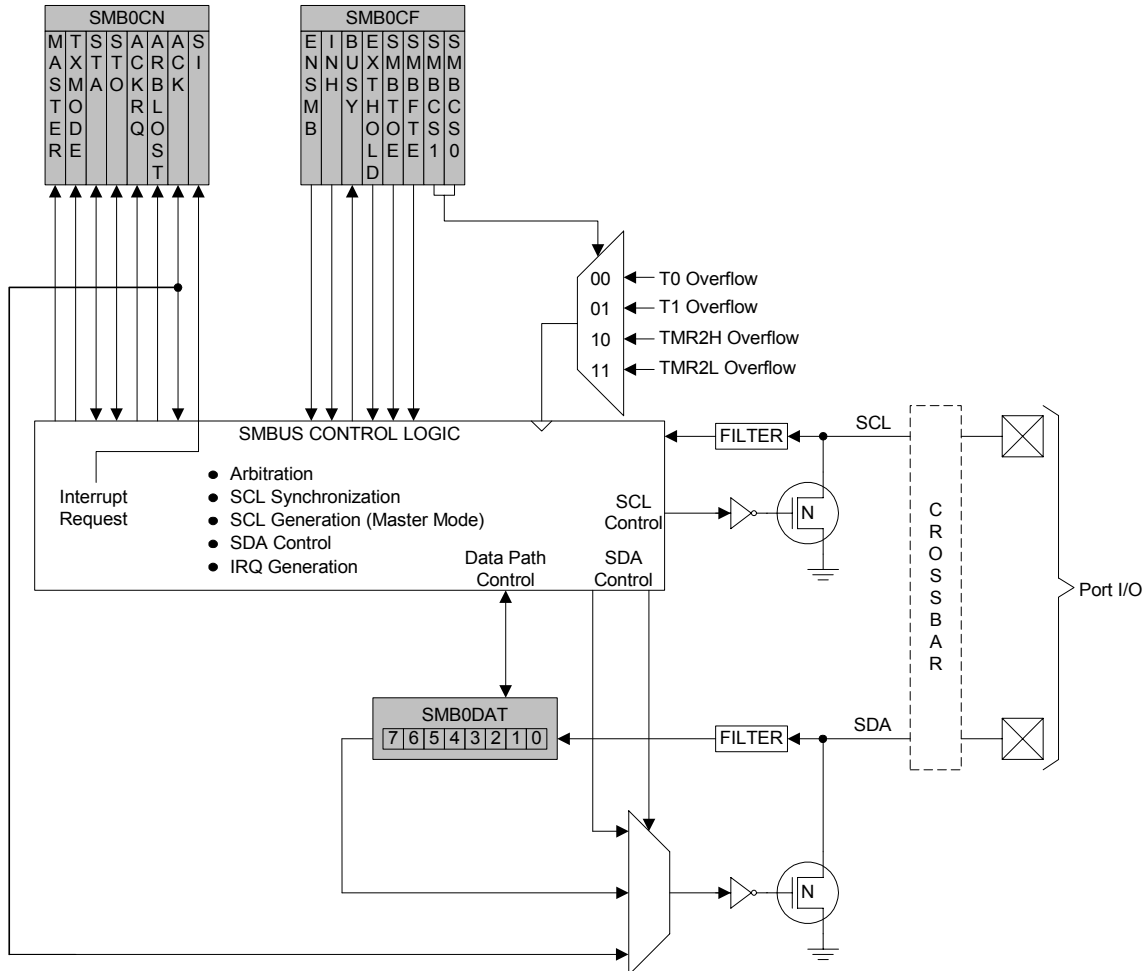 SMB0CN
MASTER
TXMODE
STA
STO
ACKRQ
ARBLOST
ACK
SI
SMB0CF
ENSMB
INH
BUSY
EXTHOLD
SMBTOE
SMBFTE
SMBCS1
SMBCS0
00
T0 Overflow
01
T1 Overflow
10
TMR2H Overflow
11
TMR2L Overflow
SMBUS CONTROL LOGIC
Interrupt
Request
● Arbitration
● SCL Synchronization
● SCL Generation (Master Mode)
● SDA Control
● IRQ Generation
SCL
Control
Data Path
Control
SDA
Control
FILTER
SCL
N
CROSSBAR
Port I/O
SMB0DAT
7 6 5 4 3 2 1 0
FILTER
SDA
N